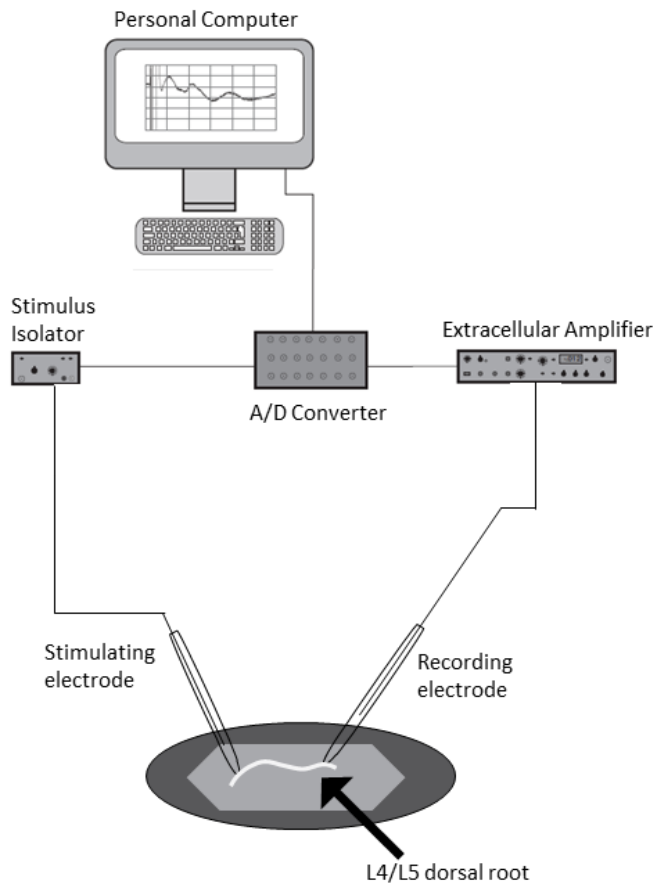 Personal Computer
Stimulus
Isolator
Extracellular Amplifier
A/D Converter
Stimulating
electrode
Recording
electrode
L4/L5 dorsal root